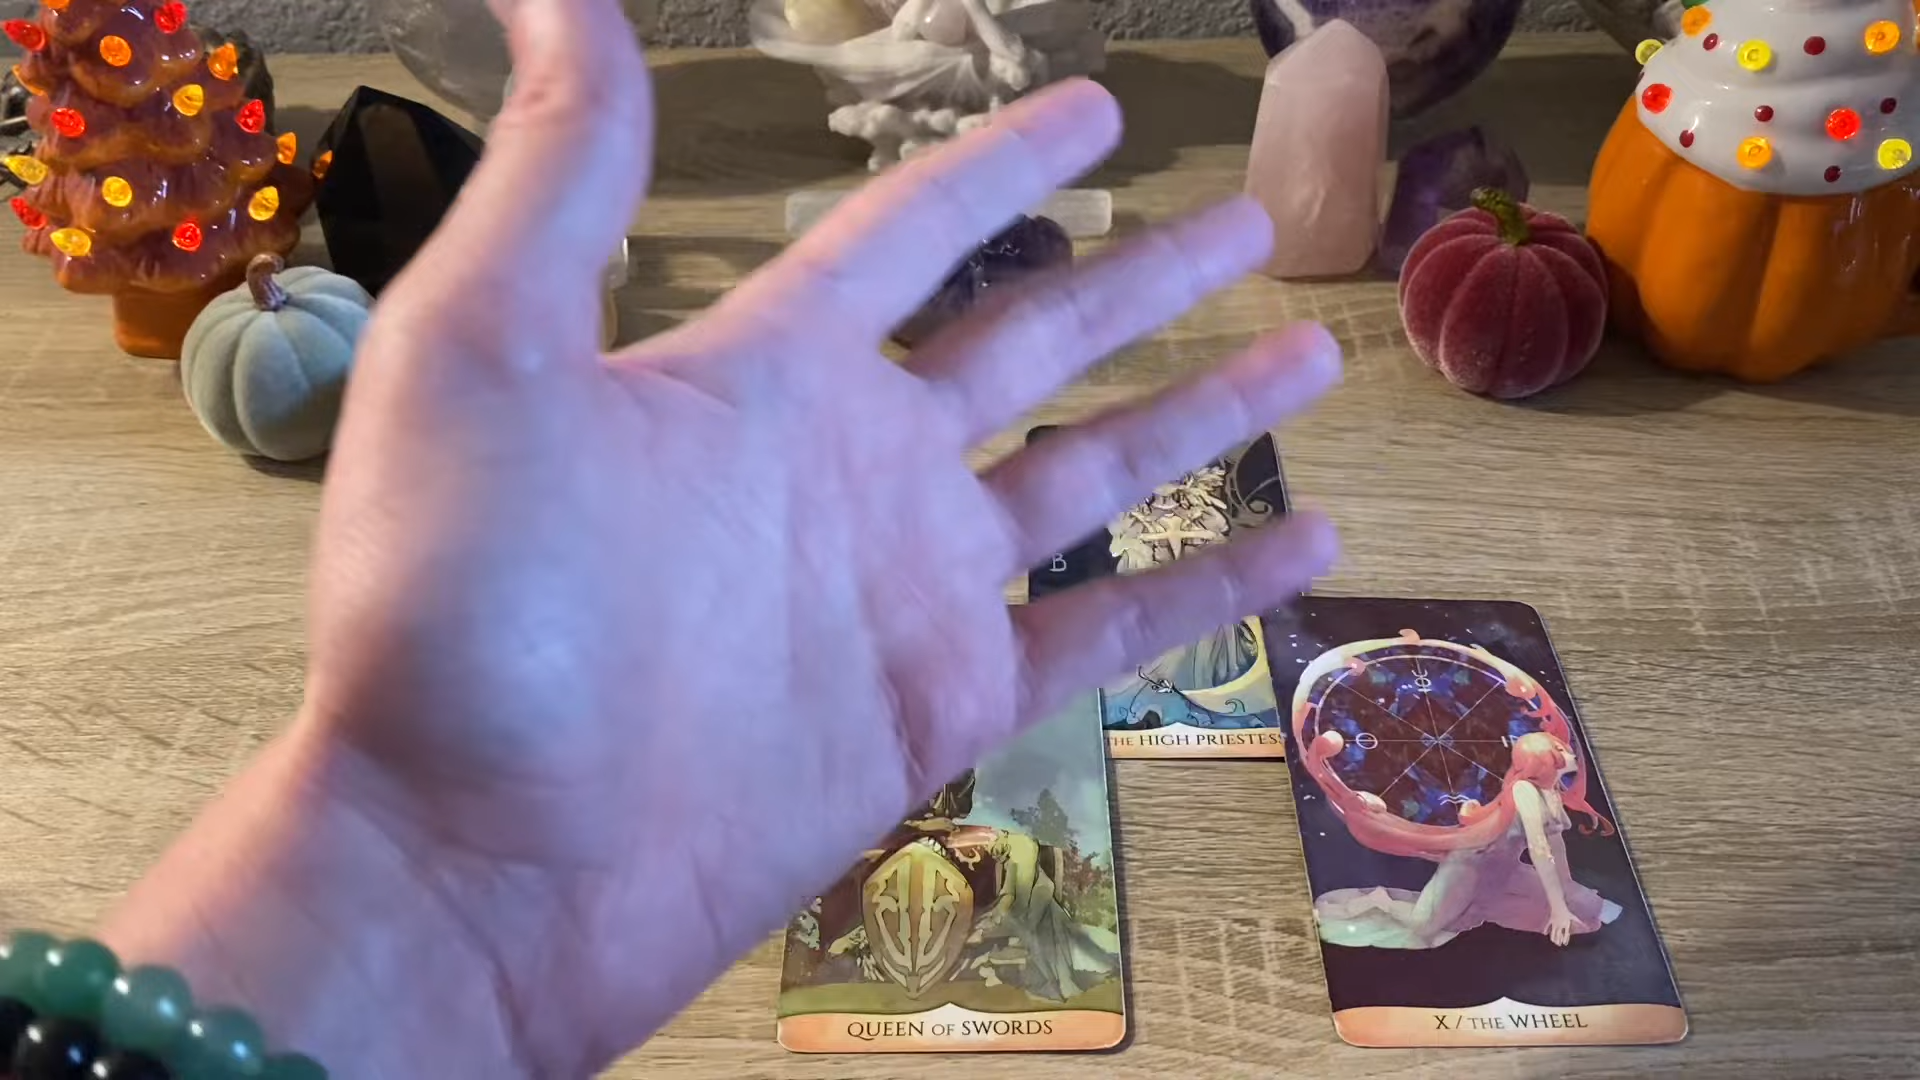 B
THE HIGH PRIESTESS
QUEEN OF SWORDS
X / THE WHEEL